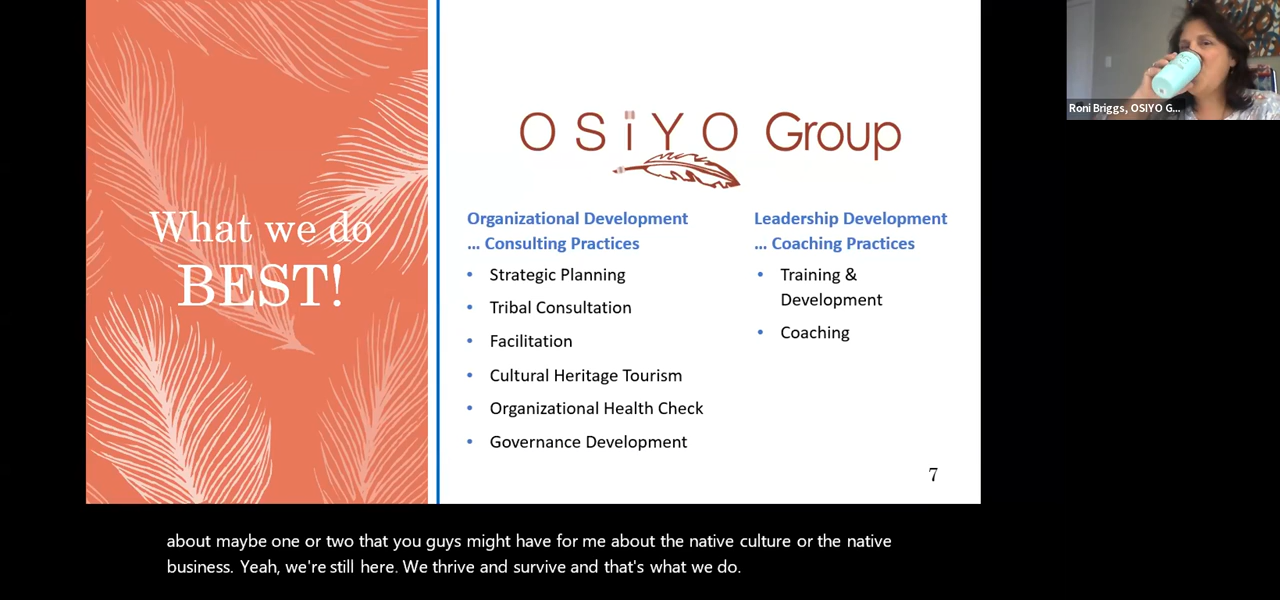 What we do
BEST!
OSiYO Group
Organizational Development
... Consulting Practices
• Strategic Planning
• Tribal Consultation
• Facilitation
• Cultural Heritage Tourism
• Organizational Health Check
• Governance Development
Leadership Development
... Coaching Practices
• Training &
Development
• Coaching
7
Roni Briggs, OSIYO G...
about maybe one or two that you guys might have for me about the native culture or the native
business. Yeah, we're still here. We thrive and survive and that's what we do.